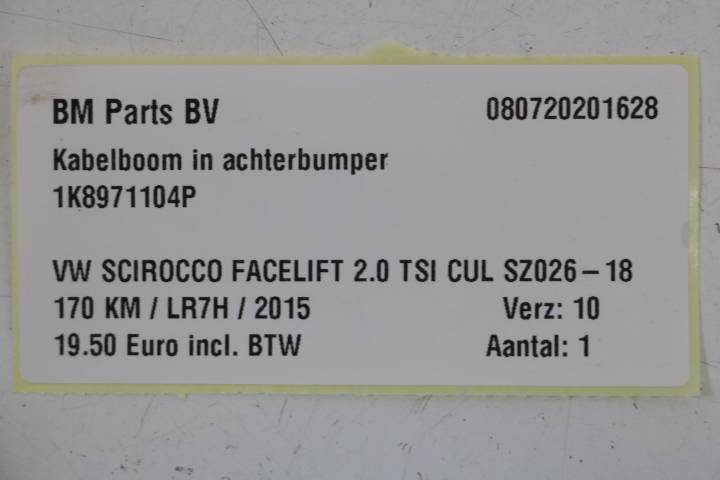 BM Parts BV 080720201628
Kabelboom in achterbumper
1K8971104P
VW SCIROCCO FACELIFT 2.0 TSI CUL SZ026-18
170 KM / LR7H / 2015 Verz: 10
19.50 Euro incl. BTW Aantal: 1